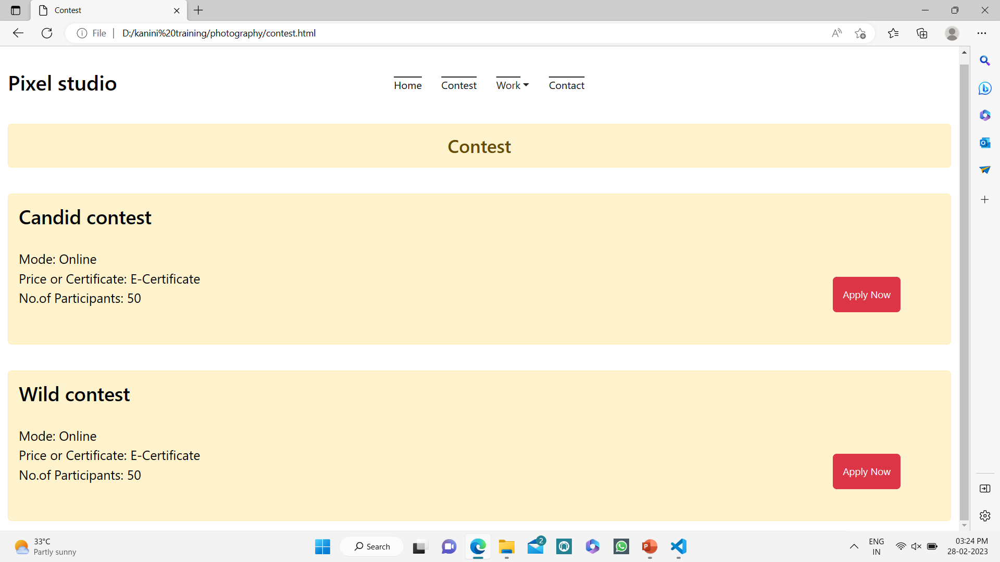 Contest
File
D:/kanini%20training/photography/contest.html
Pixel studio
Home
Contest
Work
Contact
Contest
Candid contest
Mode: Online
Price or Certificate: E-Certificate
No.of Participants: 50
Apply Now
Wild contest
Mode: Online
Price or Certificate: E-Certificate
No.of Participants: 50
Apply Now
33°C
Partly sunny
Search
2
ENG
IN
03:24 PM
28-02-2023